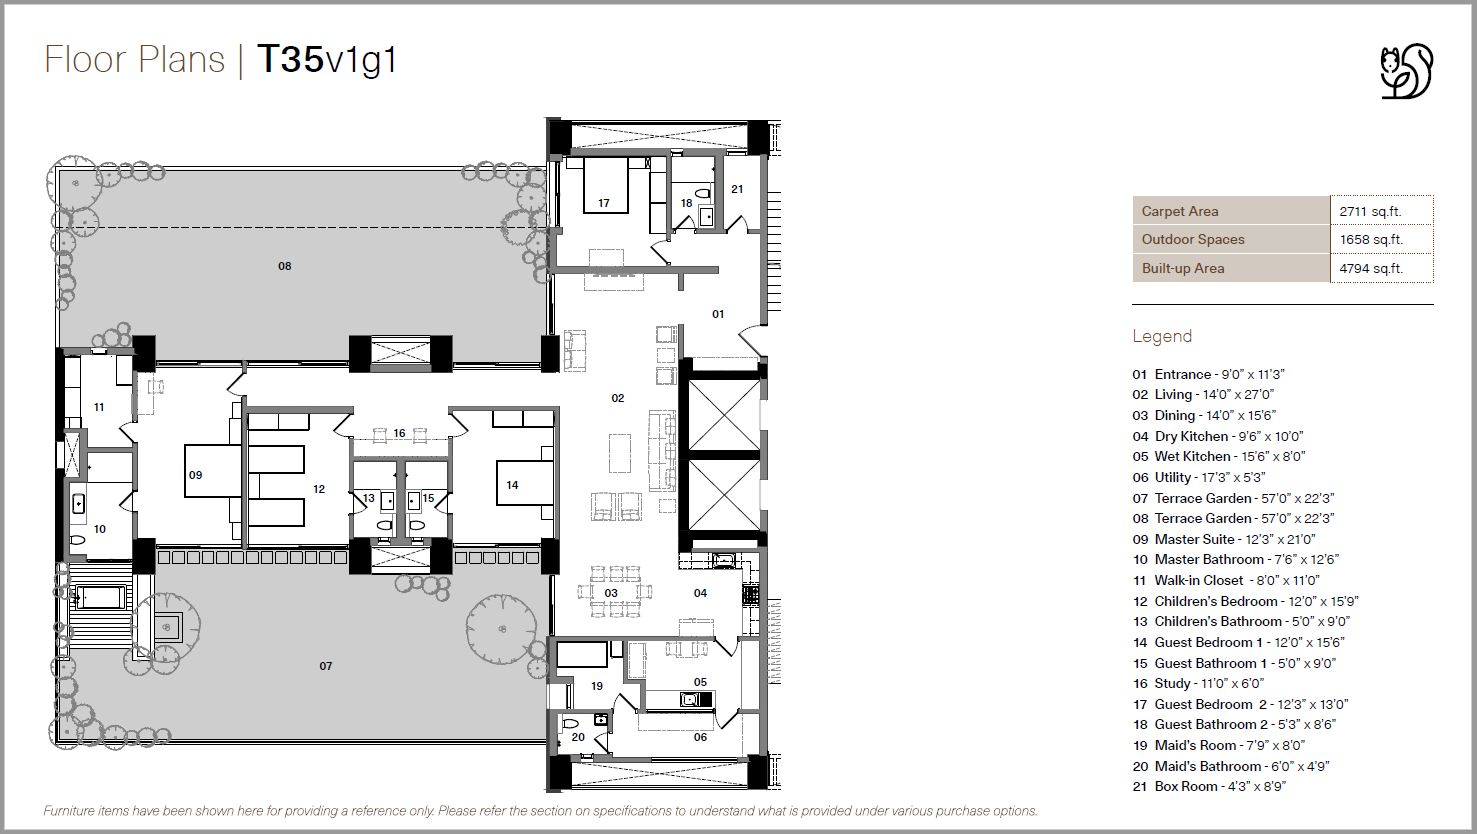 Floor Plans | T35v1g1
17
18
21
08
01
02
11
16
09
12
13
15
14
10
03
04
07
19
05
20
06
Carpet Area 2711 sq.ft.
Outdoor Spaces 1658 sq.ft.
Built-up Area 4794 sq.ft.
Legend
01 Entrance - 9'0” x 11'3”
02 Living - 14'0” x 27'0”
03 Dining - 14'0” x 15'6”
04 Dry Kitchen - 9'6” x 10'0”
05 Wet Kitchen - 15'6” x 8'0”
06 Utility - 17'3” x 5'3”
07 Terrace Garden - 57'0” x 22'3”
08 Terrace Garden - 57'0” x 22'3”
09 Master Suite - 12'3” x 21'0”
10 Master Bathroom - 7'6” x 12'6”
11 Walk-in Closet - 8'0” x 11'0”
12 Children's Bedroom - 12'0” x 15'9”
13 Children's Bathroom - 5'0” x 9'0”
14 Guest Bedroom 1 - 12'0” x 15'6”
15 Guest Bathroom 1 - 5'0” x 9'0”
16 Study - 11'0” x 6'0”
17 Guest Bedroom 2 - 12'3” x 13'0”
18 Guest Bathroom 2 - 5'3” x 8'6”
19 Maid's Room - 7'9” x 8'0”
20 Maid's Bathroom - 6'0” x 4'9”
21 Box Room - 4'3” x 8'9”
Furniture items have been shown here for providing a reference only. Please refer the section on specifications to understand what is provided under various purchase options.